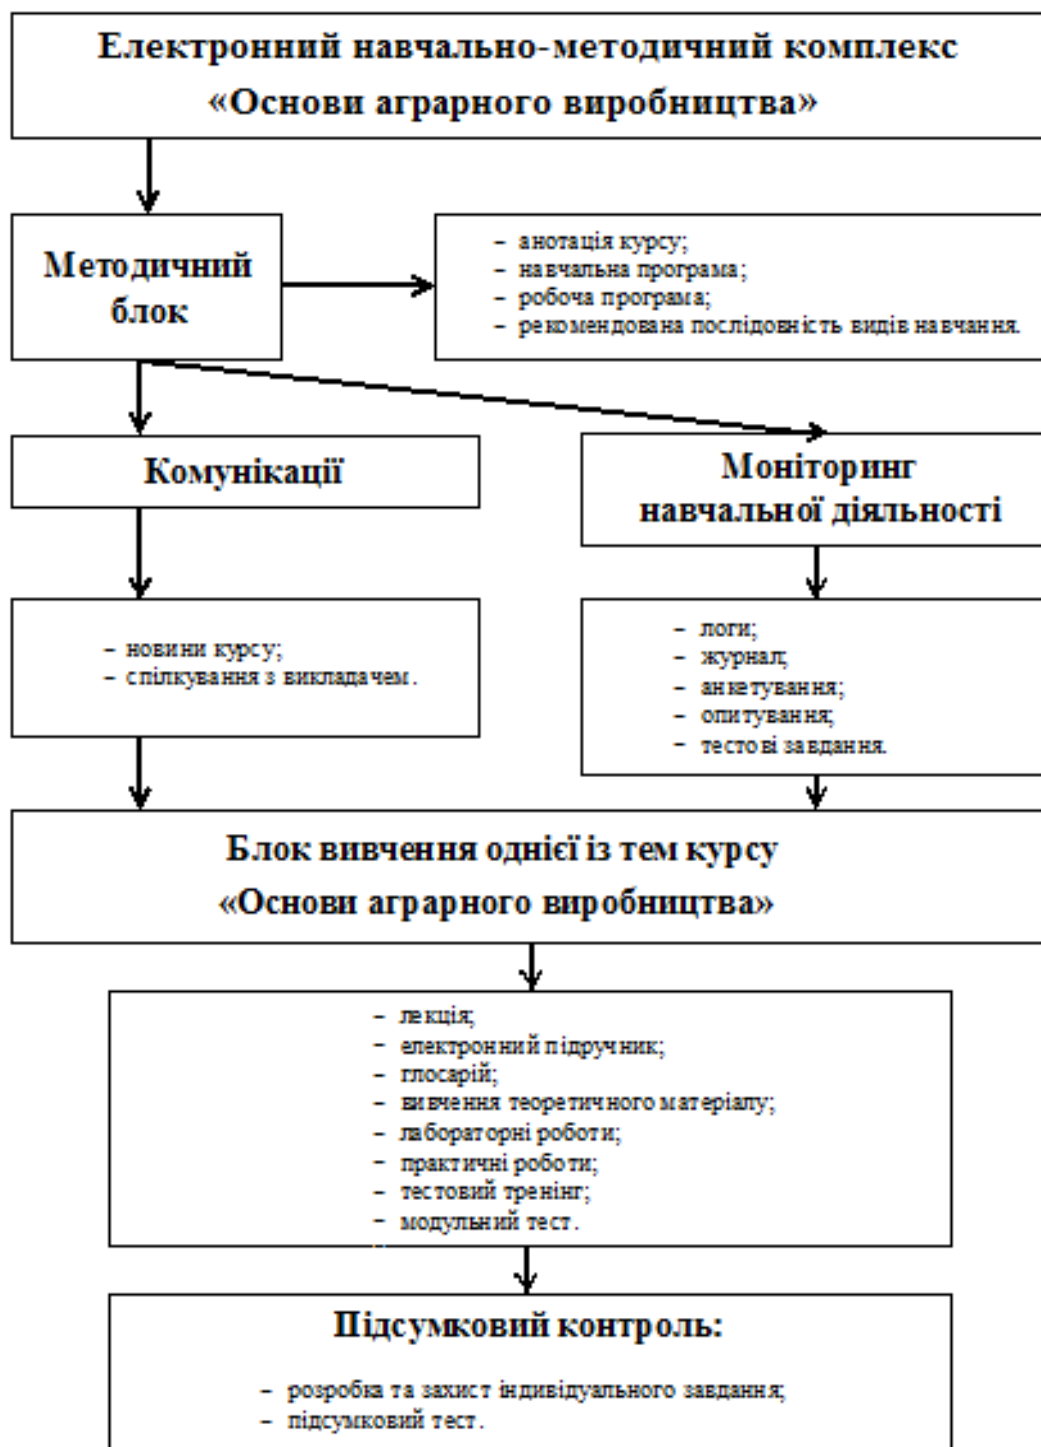 Електронний навчально-методичний комплекс
«Основи аграрного виробництва»
Методичний
блок
– анотація курсу;
– навчальна програма;
– робоча програма;
– рекомендована послідовність видів навчання.
Комунікації
Моніторинг
навчальної діяльності
– новини курсу;
– спілкування з викладачем.
– логи;
– журнал;
– анкетування;
– опитування;
– тестові завдання.
Блок вивчення однієї із тем курсу
«Основи аграрного виробництва»
– лекція;
– електронний підручник;
– глосарій;
– вивчення теоретичного матеріалу;
– лабораторні роботи;
– практичні роботи;
– тестовий тренінг;
– модульний тест.
Підсумковий контроль:
– розробка та захист індивідуального завдання;
– підсумковий тест.